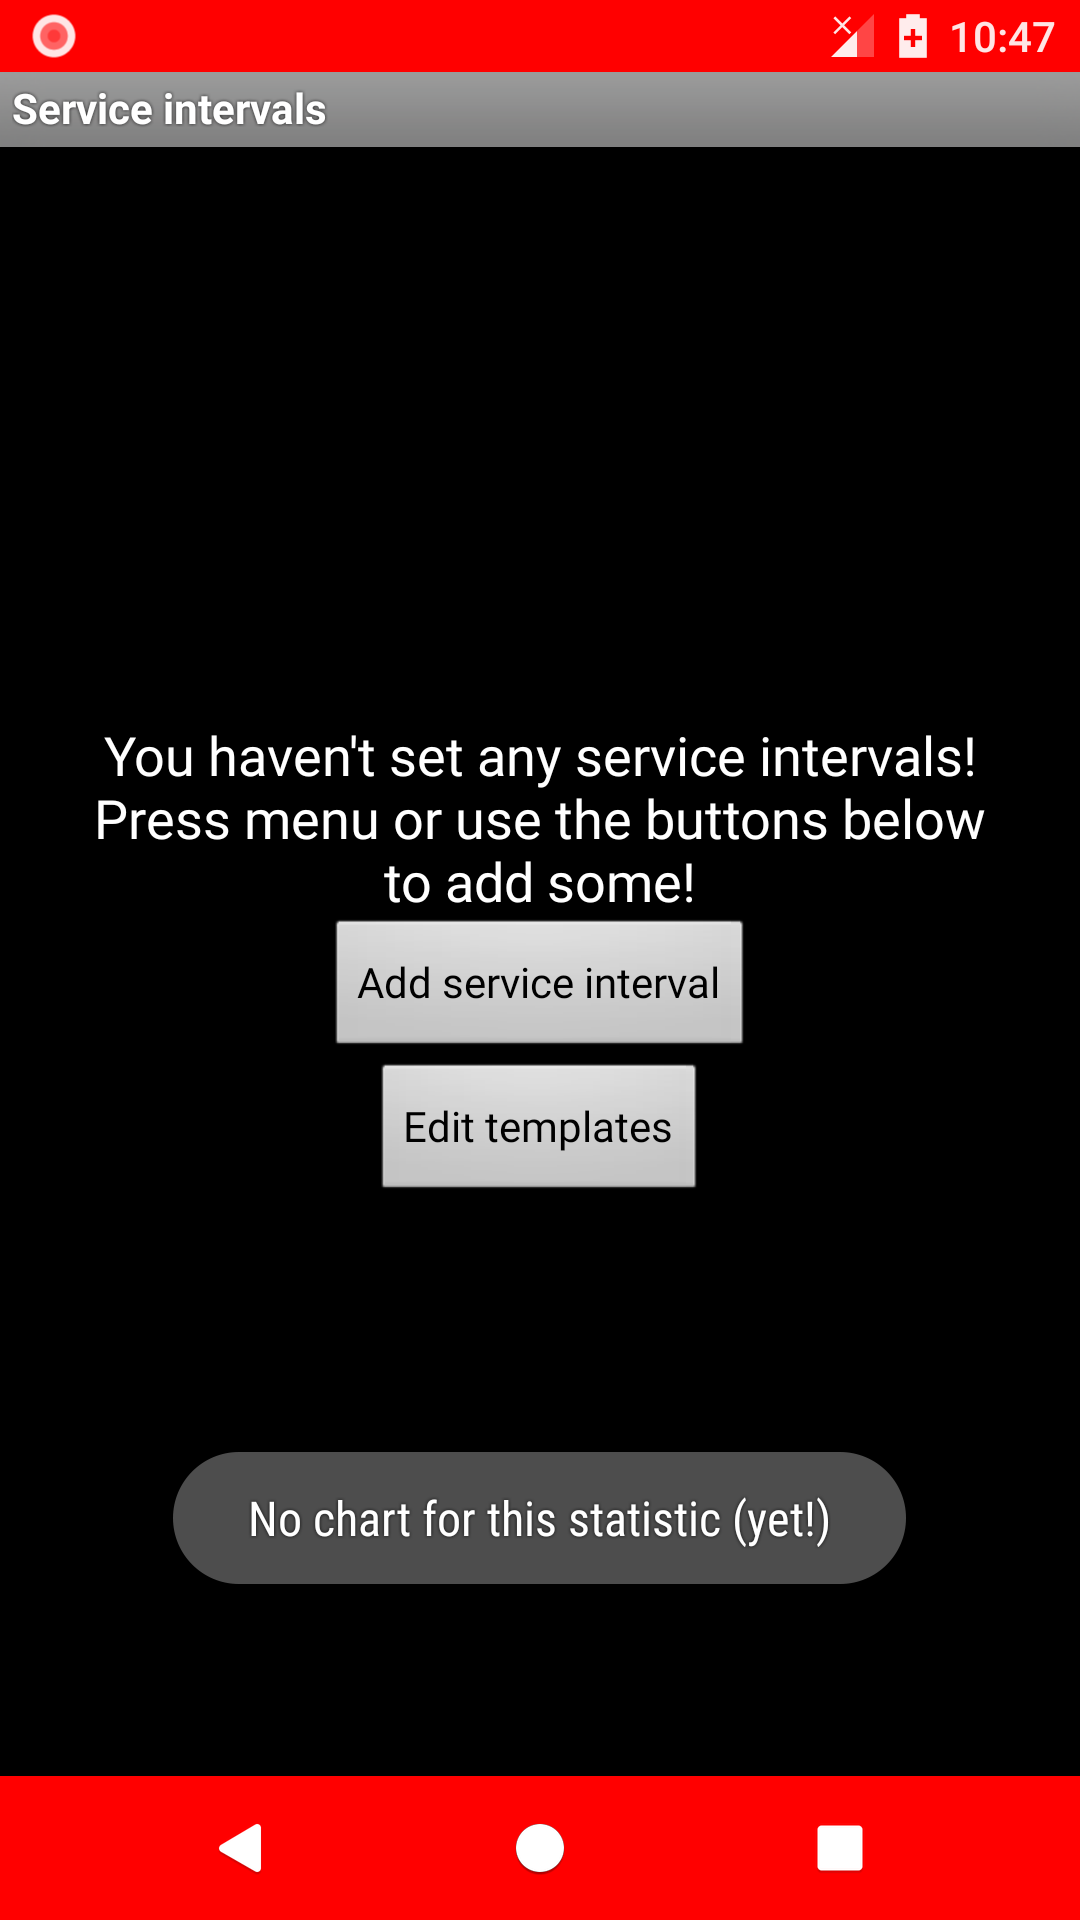 10:47
Service intervals
You haven't set any service intervals!
Press menu or use the buttons below
to add some!
Add service interval
Edit templates
No chart for this statistic (yet!)